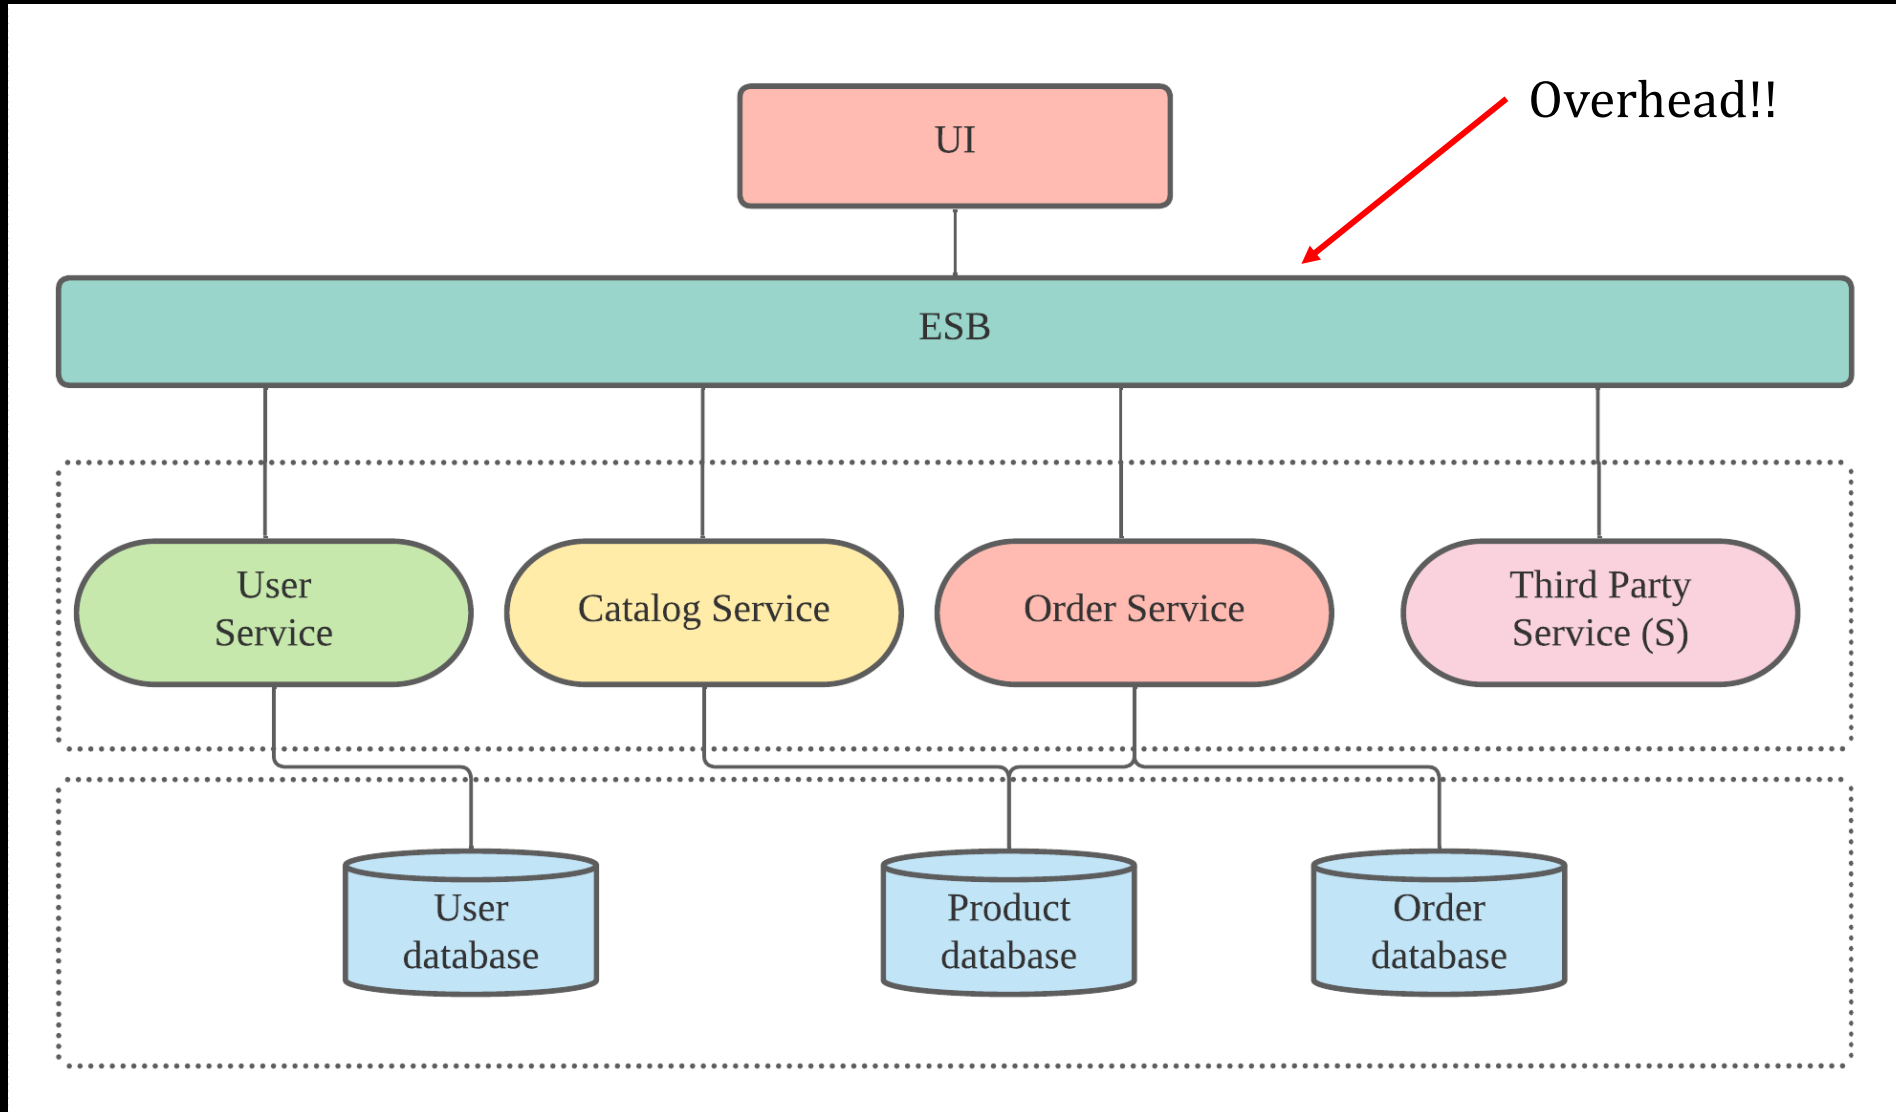 Overhead!!
UI
ESB
User
Service
Catalog Service
Order Service
Third Party
Service (S)
User
database
Product
database
Order
database